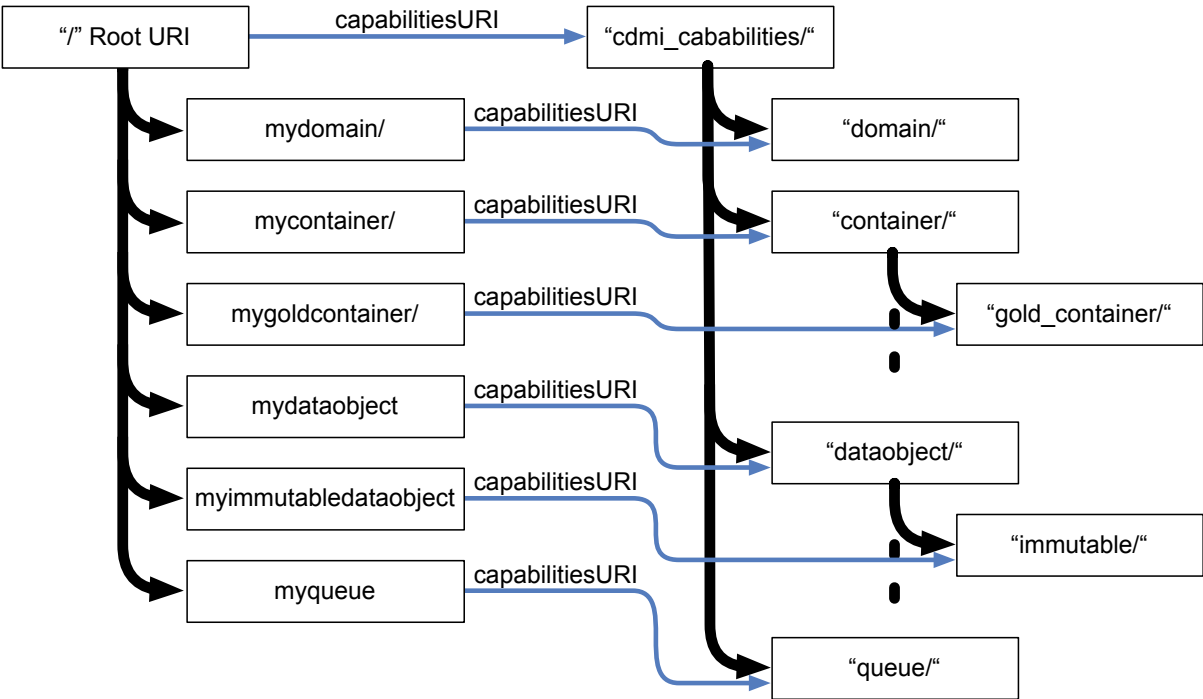 capabilitiesURI
“/” Root URI
“cdmi_cababilities/“
mydomain/
capabilitiesURI
“domain/“
mycontainer/
capabilitiesURI
“container/“
mygoldcontainer/
capabilitiesURI
“gold_container/“
mydataobject
capabilitiesURI
“dataobject/“
myimmutabledataobject
capabilitiesURI
“immutable/“
myqueue
capabilitiesURI
“queue/“